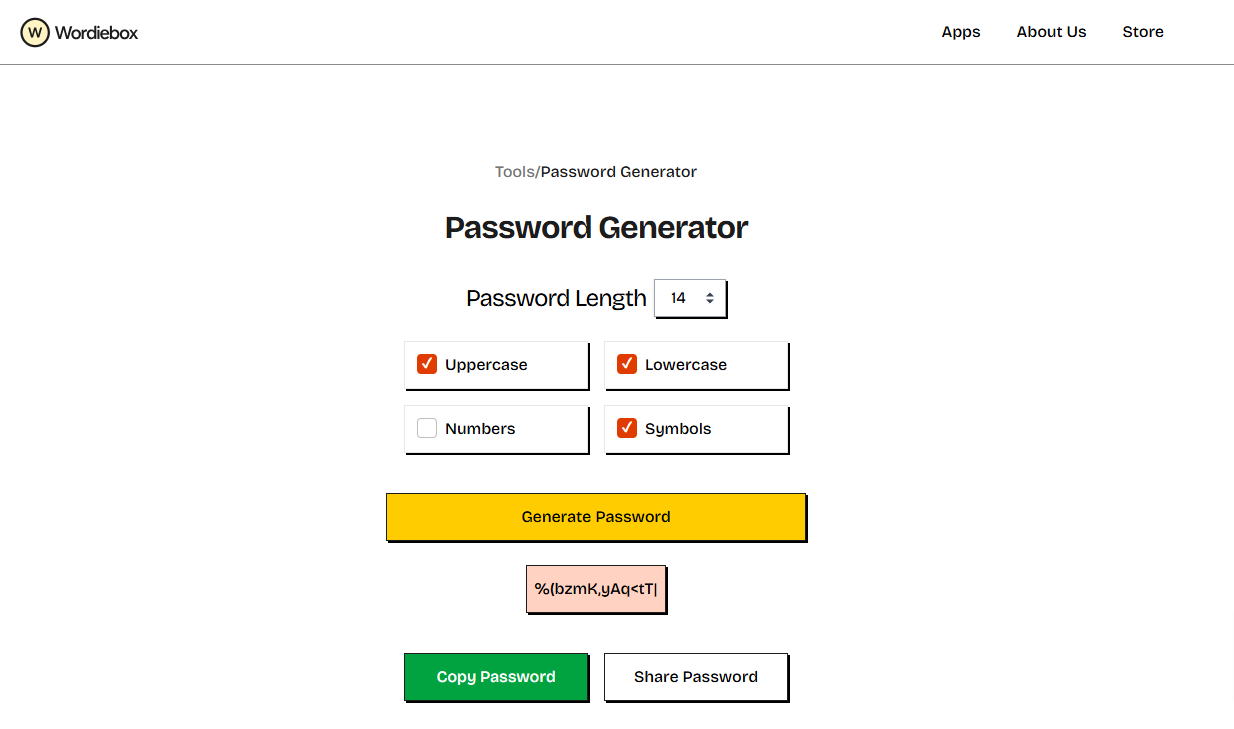 W Wordiebox
Apps About Us Store
Tools/Password Generator
Password Generator
Password Length 14
Uppercase Lowercase
Numbers Symbols
Generate Password
%(bzmK,yAq<tT|
Copy Password Share Password